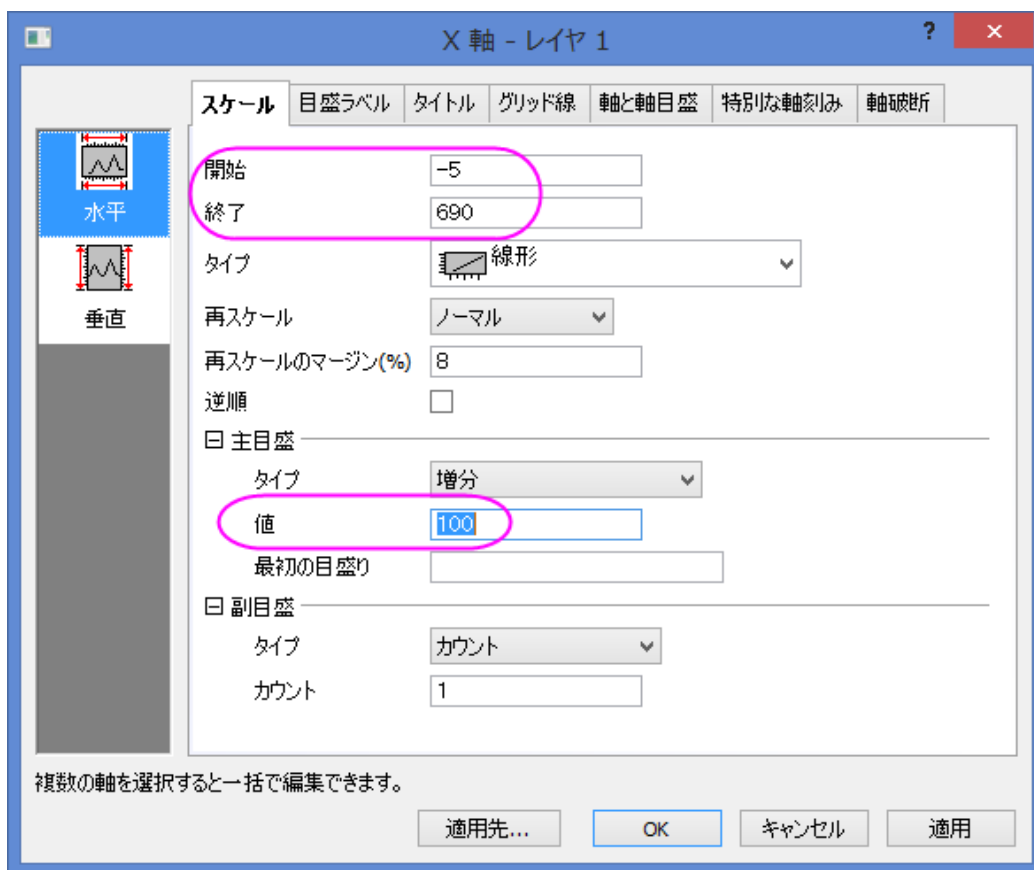 X 軸 - レイヤ 1
?
×
スケール 目盛ラベル タイトル グリッド線 軸と軸目盛 特別な軸刻み 軸破断
水平
垂直
開始 -5
終了 690
タイプ 線形
再スケール ノーマル
再スケールのマージン(%) 8
逆順
主目盛
タイプ 増分
値 100
最初の目盛り
副目盛
タイプ カウント
カウント 1
複数の軸を選択すると一括で編集できます。
適用先... OK キャンセル 適用